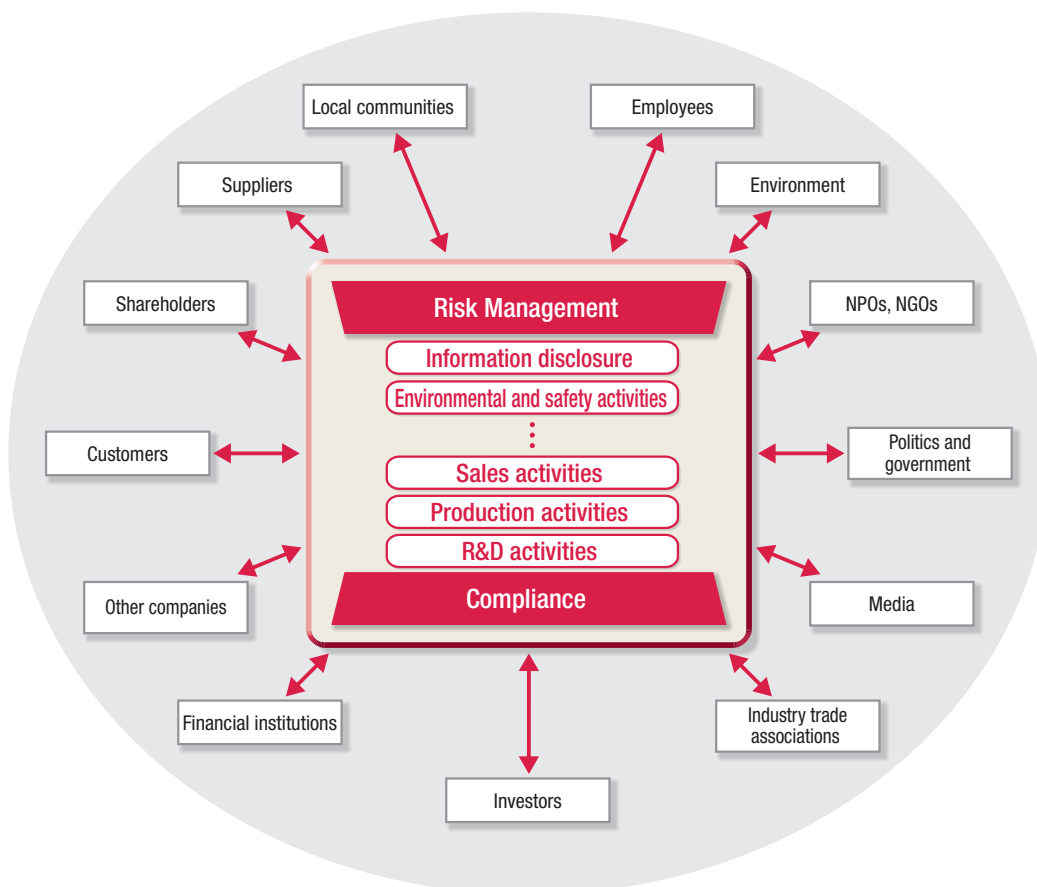 Local communities
Employees
Suppliers
Environment
Shareholders
Risk Management
NPOs, NGOs
Information disclosure
Environmental and safety activities
Customers
Sales activities
Politics and
government
Production activities
R&D activities
Other companies
Compliance
Media
Financial institutions
Industry trade
associations
Investors